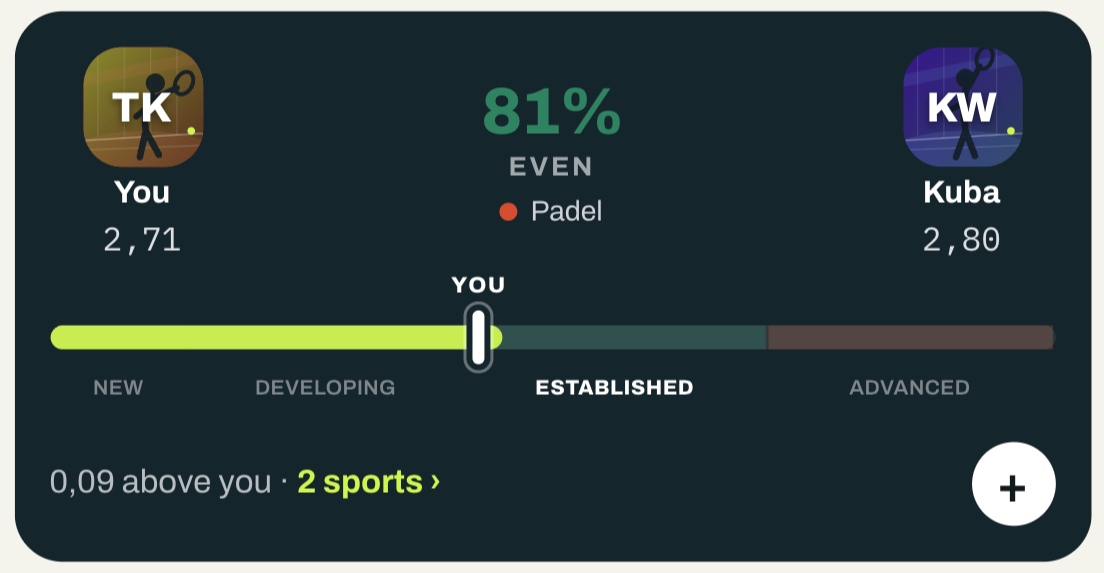 TK
You
2,71
81%
EVEN
Padel
KW
Kuba
2,80
YOU
NEW
DEVELOPING
ESTABLISHED
ADVANCED
0,09 above you · 2 sports ›
+